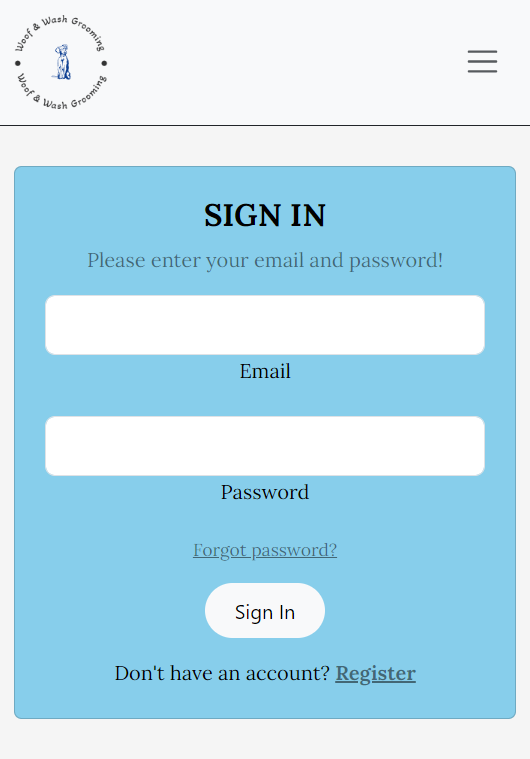 Woof & Wash Grooming
Woof & Wash Grooming
SIGN IN
Please enter your email and password!
Email
Password
Forgot password?
Sign In
Don't have an account? Register